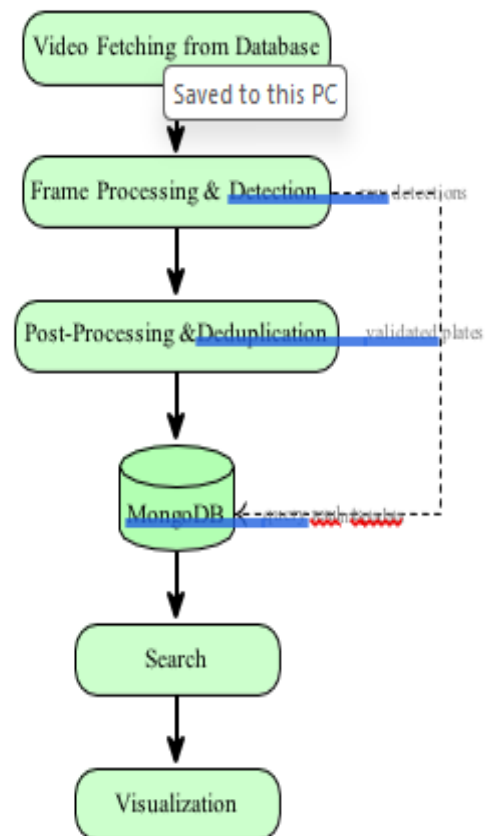 Video Fetching from Database
Saved to this PC
Frame Processing & Detection
detections
Post-Processing &Deduplication
validated plates
MongoDB
Search
Visualization